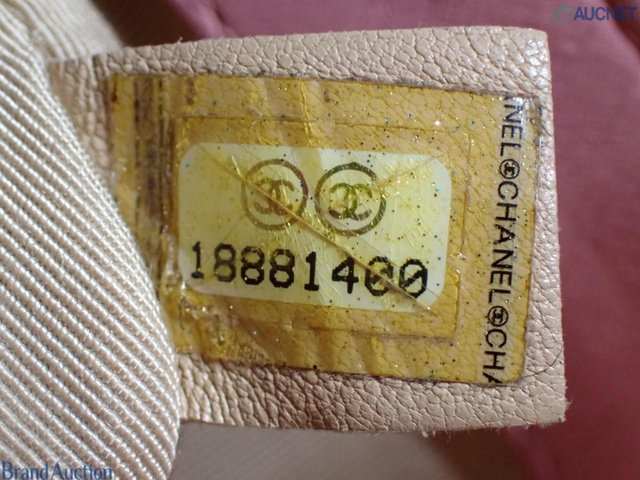 AUCNET
NEL CHANEL CHA
18881400
Brand Auction